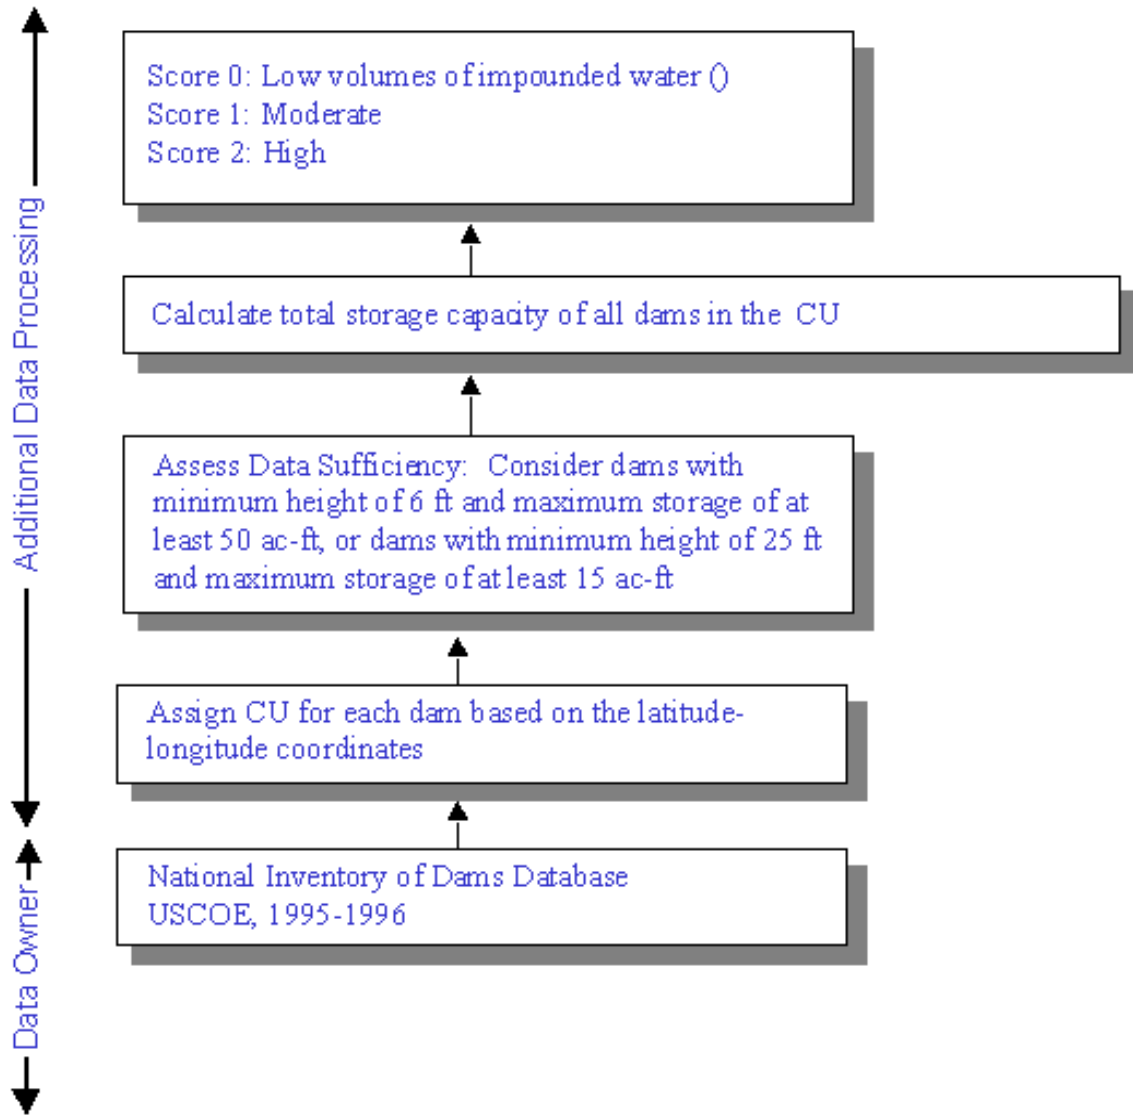 Score 0: Low volumes of impounded water ()
Score 1: Moderate
Score 2: High
Calculate total storage capacity of all dams in the CU
Assess Data Sufficiency: Consider dams with
minimum height of 6 ft and maximum storage of at
least 50 ac-ft, or dams with minimum height of 25 ft
and maximum storage of at least 15 ac-ft
Assign CU for each dam based on the latitude-
longitude coordinates
National Inventory of Dams Database
USCOE, 1995-1996
Additional Data Processing
Data Owner